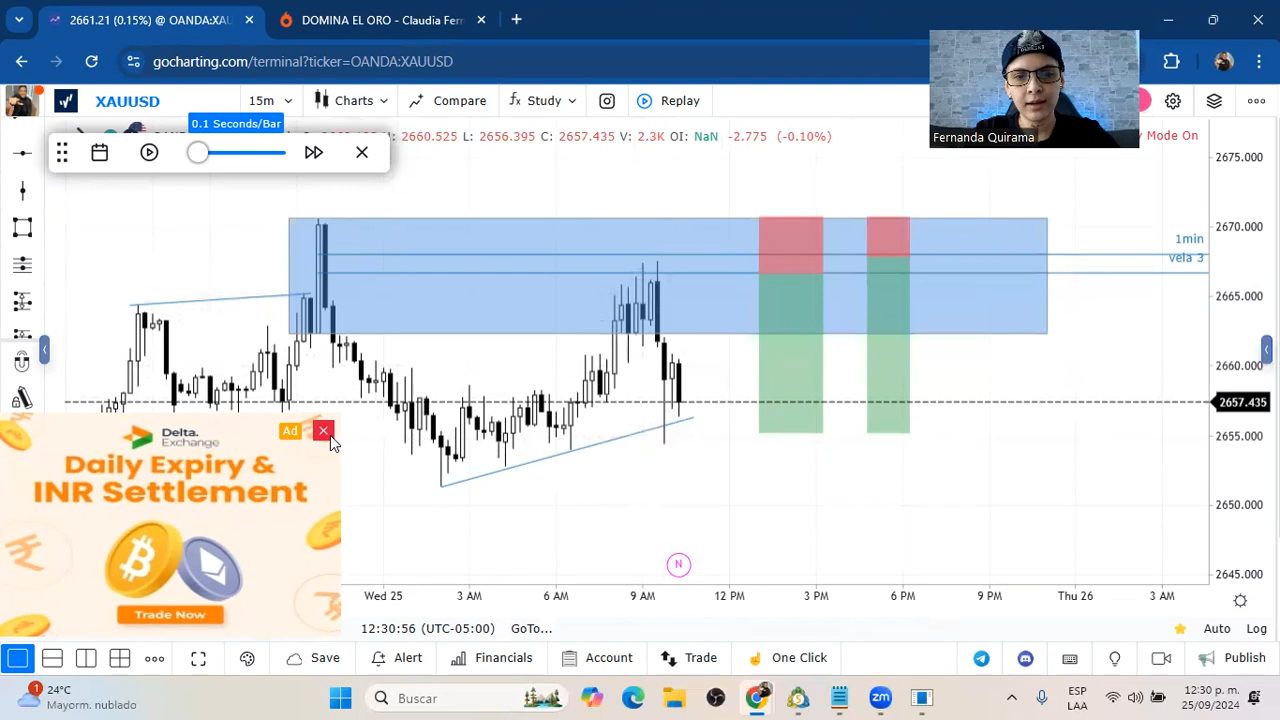 2661.21 (0.15%) @ OANDA:XAU
DOMINA EL ORO - Claudia Fer
gocharting.com/terminal?ticker=OANDA:XAUUSD
XAUUSD
15m
Charts
Compare
Study
Replay
0.1 Seconds/Bar
2660.525 L: 2656.395 C: 2657.435 V: 2.3K OI: NaN -2.775 (-0.10%)
Mode On
Fernanda Quirama
2675.000
2670.000
1min
vela 3
2665.000
2660.000
2657.435
2655.000
2650.000
2645.000
Delta.
Exchange
Ad
Daily Expiry &
INR Settlement
Trade Now
N
Wed 25
3 AM
6 AM
9 AM
12 PM
3 PM
6 PM
9 PM
Thu 26
3 AM
12:30:56 (UTC-05:00)
GoTo...
Auto
Log
Save
Alert
Financials
Account
Trade
One Click
Publish
1
24°C
Mayorm. nublado
Buscar
zm
ESP
LAA
12:30 p. m.
25/09/2024